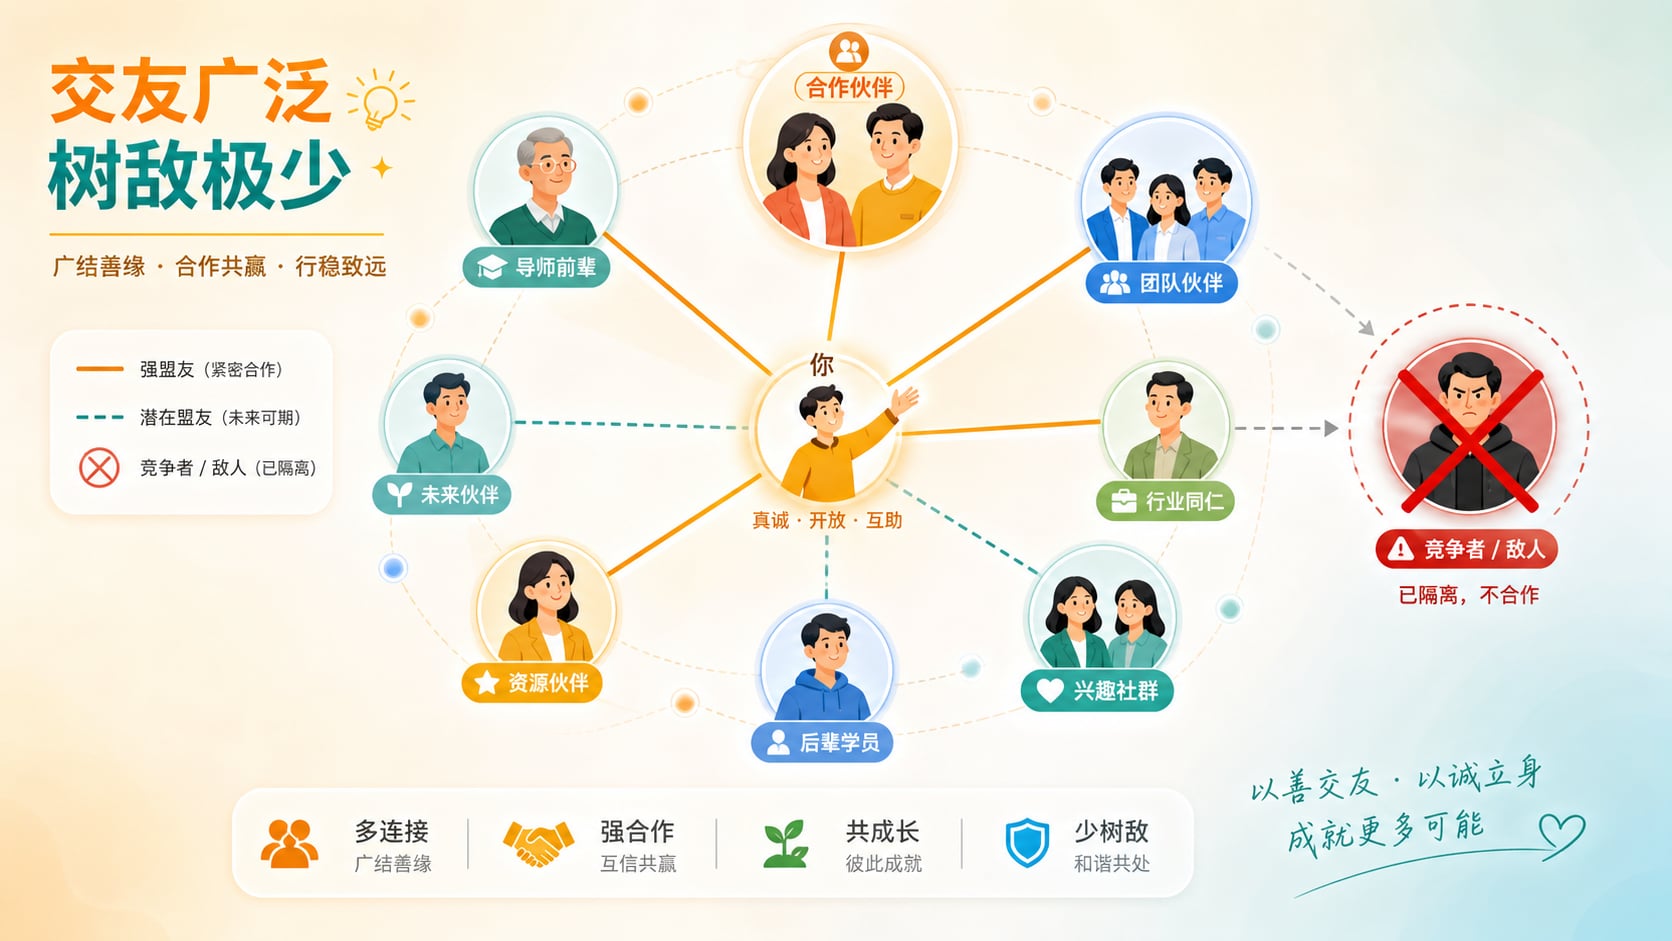 交友广泛
树敌极少
广结善缘 · 合作共赢 · 行稳致远
强盟友（紧密合作）
潜在盟友（未来可期）
竞争者 / 敌人（已隔离）
合作伙伴
导师前辈
团队伙伴
你
未来伙伴
行业同仁
真诚 · 开放 · 互助
竞争者 / 敌人
已隔离，不合作
资源伙伴
兴趣社群
后辈学员
多连接
广结善缘
强合作
互信共赢
共成长
彼此成就
少树敌
和谐共处
以善交友 · 以诚立身
成就更多可能